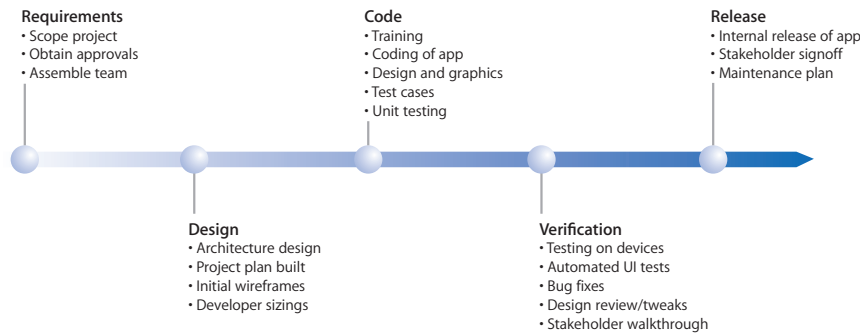 Requirements
• Scope project
• Obtain approvals
• Assemble team
Code
• Training
• Coding of app
• Design and graphics
• Test cases
• Unit testing
Release
• Internal release of app
• Stakeholder signoff
• Maintenance plan
Design
• Architecture design
• Project plan built
• Initial wireframes
• Developer sizings
Verification
• Testing on devices
• Automated UI tests
• Bug fixes
• Design review/tweaks
• Stakeholder walkthrough